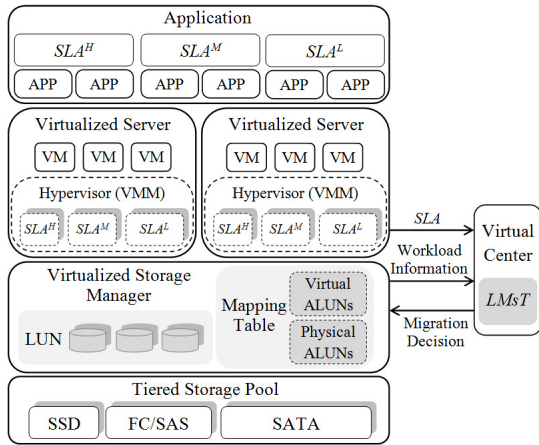 Application
SLA^H SLA^M SLA^L
APP APP APP APP APP APP
Virtualized Server Virtualized Server
VM VM VM VM VM VM
Hypervisor (VMM) Hypervisor (VMM)
SLA^H SLA^M SLA^L SLA^H SLA^M SLA^L
SLA
Virtual
Center
LMsT
Workload
Information
Migration
Decision
Virtualized Storage
Manager
LUN
Mapping
Table
Virtual
ALUNs
Physical
ALUNs
Tiered Storage Pool
SSD FC/SAS SATA